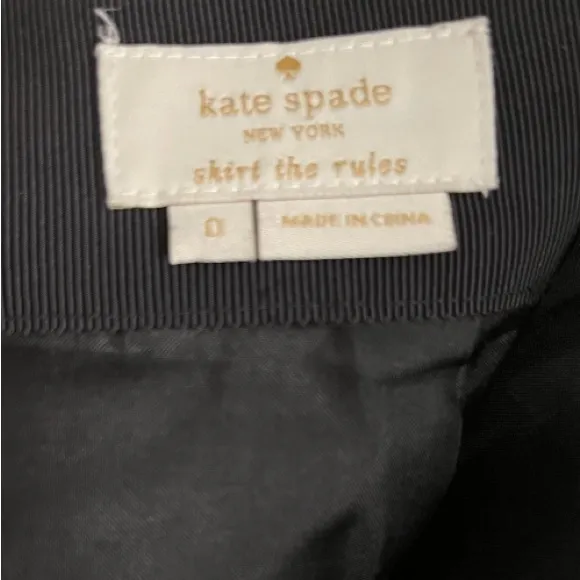 kate spade
NEW YORK
skirt the rules
0
MADE IN CHINA